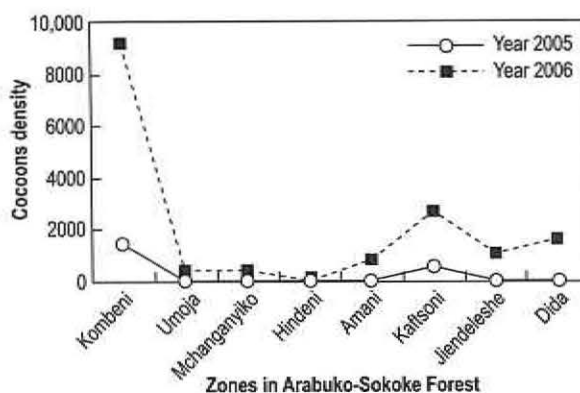 10,000
8000
6000
4000
2000
0
Cocoons density
Year 2005
Year 2006
Kombeni
Umoja
Mchanganyiko
Hindeni
Amani
Kaftsoni
Jiendeleshe
Dida
Zones in Arabuko-Sokoke Forest